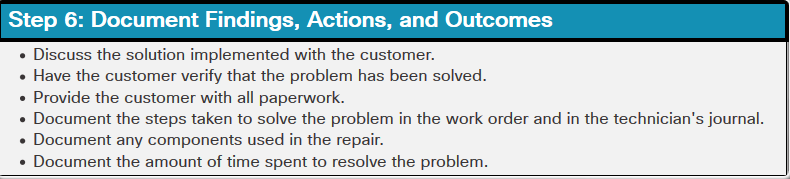 Step 6: Document Findings, Actions, and Outcomes
• Discuss the solution implemented with the customer.
• Have the customer verify that the problem has been solved.
• Provide the customer with all paperwork.
• Document the steps taken to solve the problem in the work order and in the technician's journal.
• Document any components used in the repair.
• Document the amount of time spent to resolve the problem.